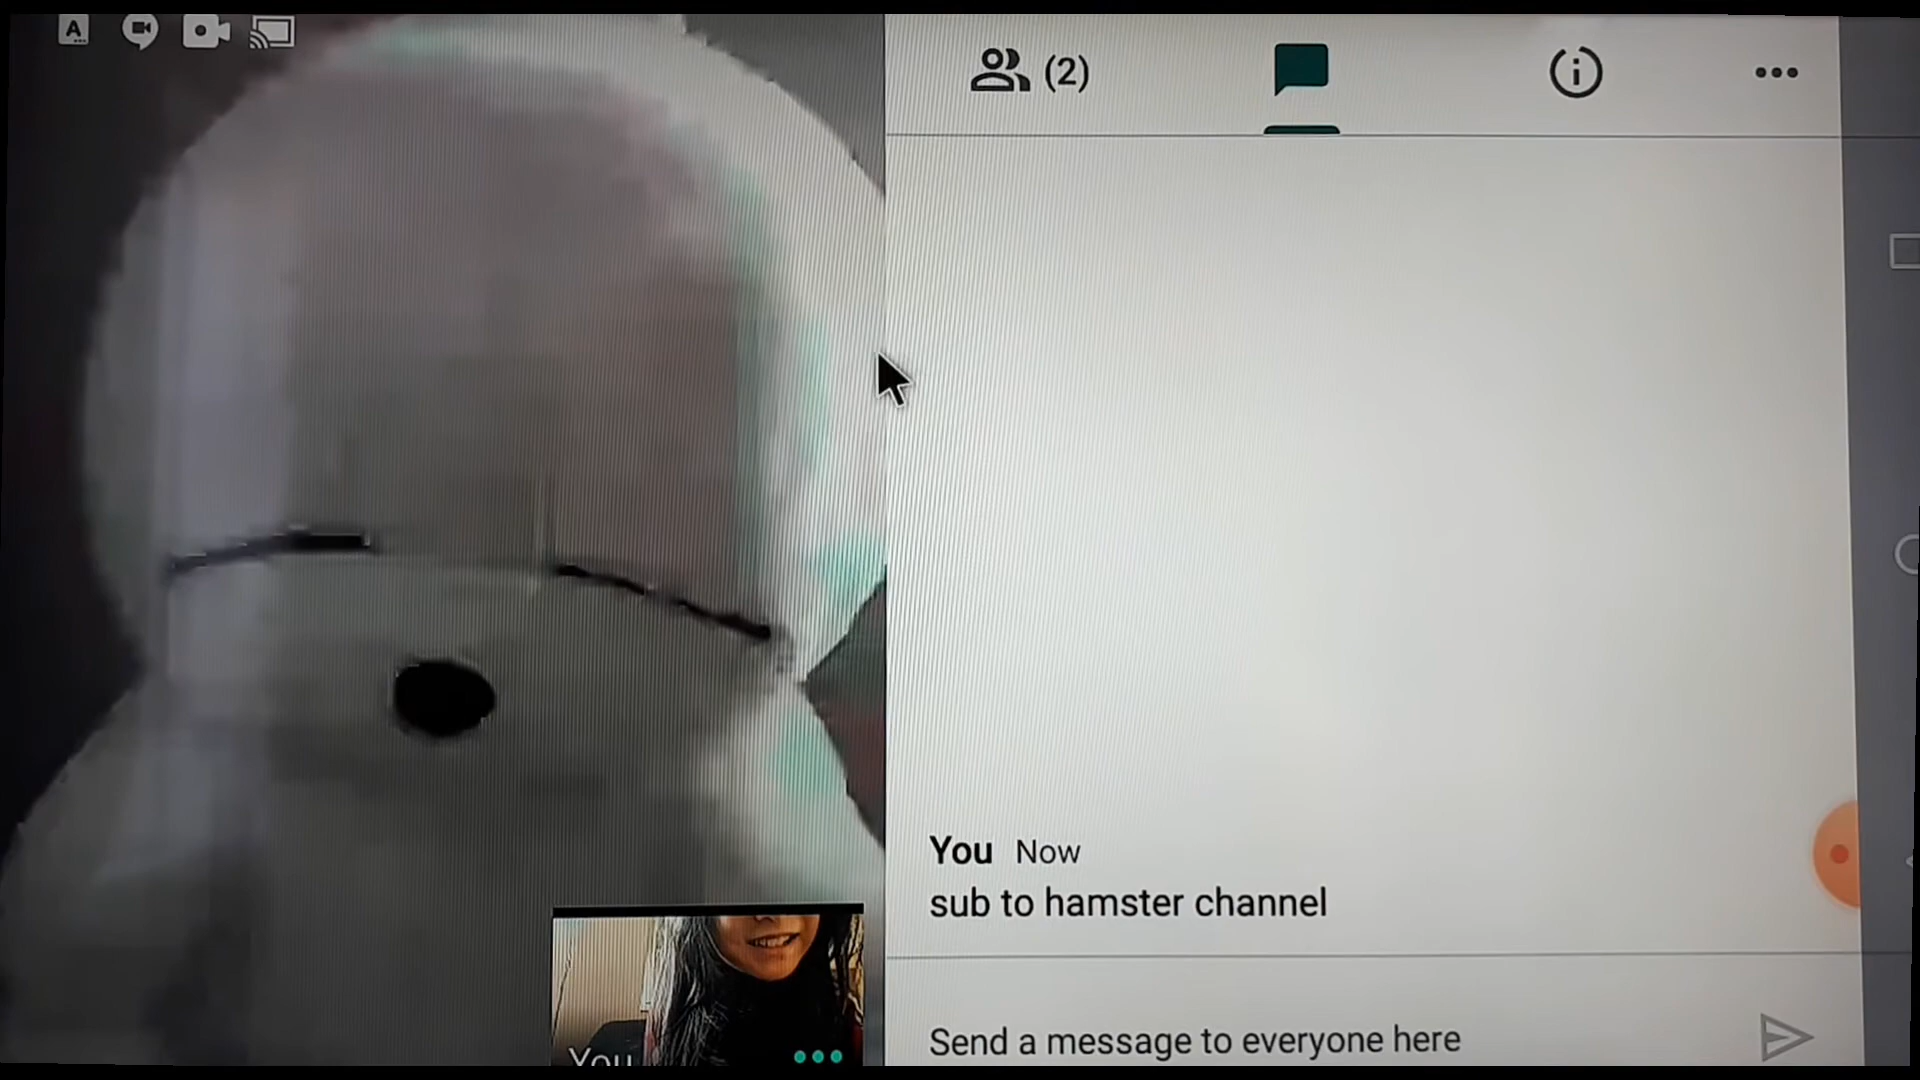 A
(2)
You Now
sub to hamster channel
Send a message to everyone here
You